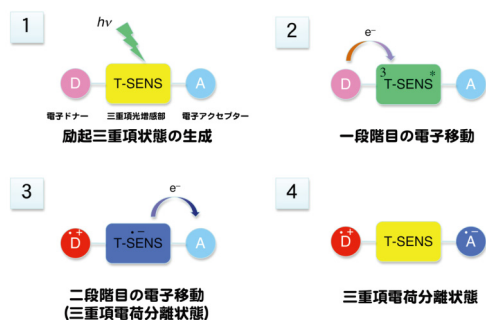 1
hν
D
T-SENS
A
電子ドナー
三重項光増感部
電子アクセプター
励起三重項状態の生成
2
e⁻
D
³T-SENS*
A
一段階目の電子移動
3
e⁻
D•+
T-SENS•−
A
二段階目の電子移動
(三重項電荷分離状態)
4
D•+
T-SENS
A•−
三重項電荷分離状態